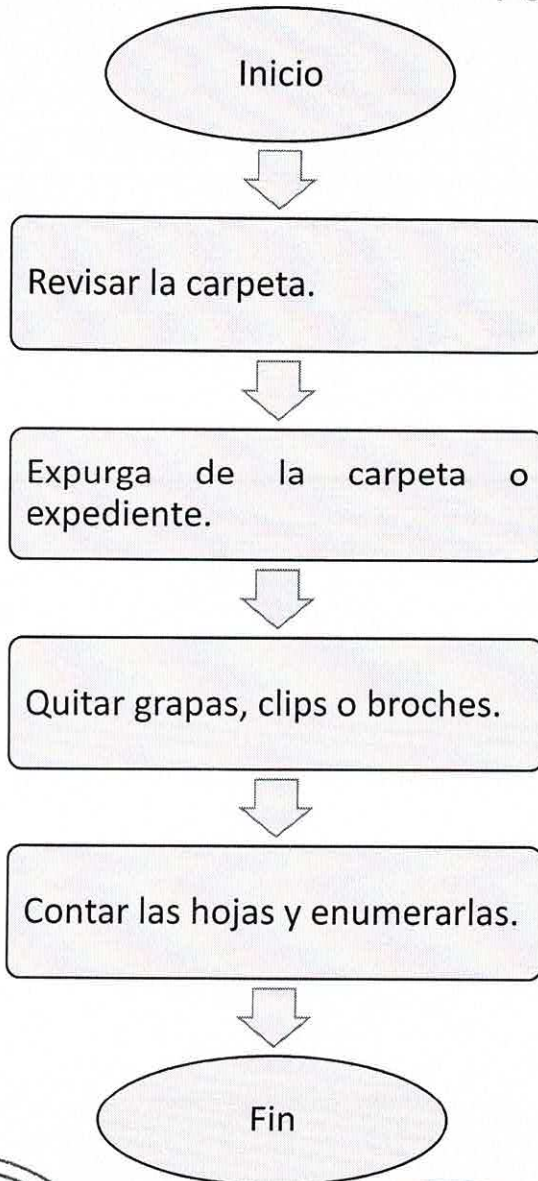 Inicio
Revisar la carpeta.
Expurga de la carpeta o
expediente.
Quitar grapas, clips o broches.
Contar las hojas y enumerarlas.
Fin